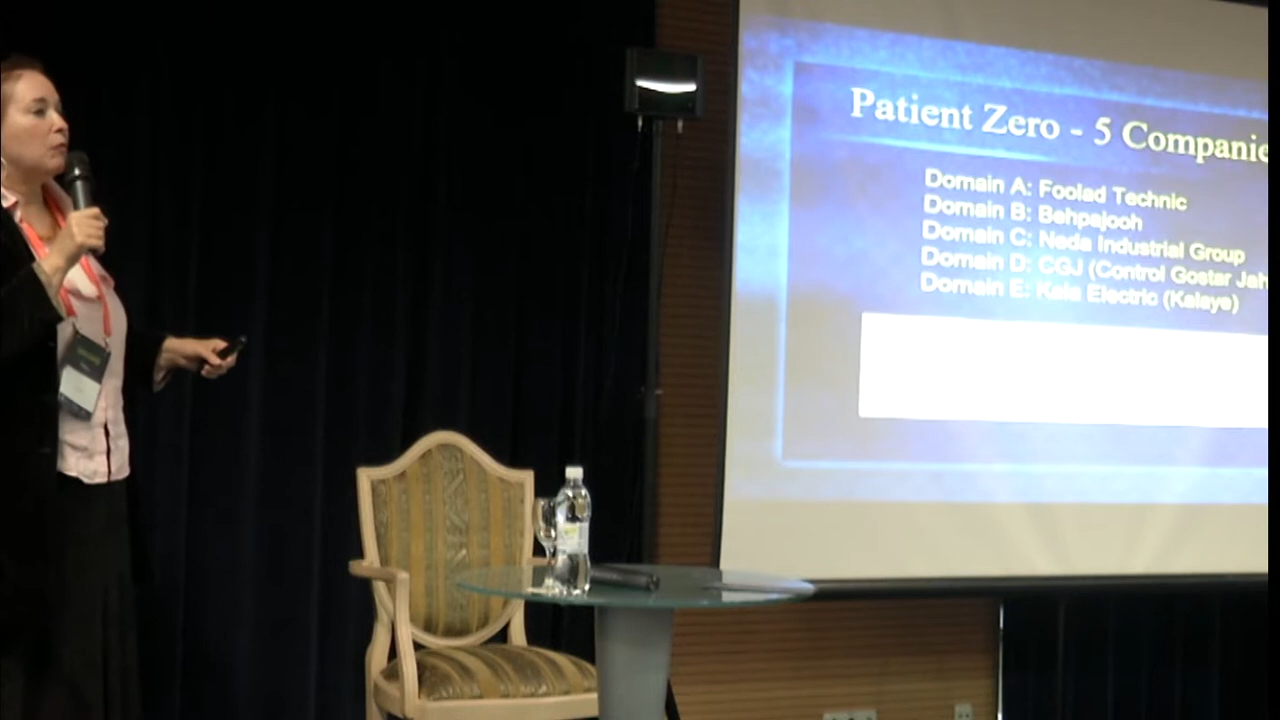 Patient Zero - 5 Companie
Domain A: Foolad Technic
Domain B: Behpajooh
Domain C: Neda Industrial Group
Domain D: CGJ (Control Gostar Jah
Domain E: Kala Electric (Kalaye)